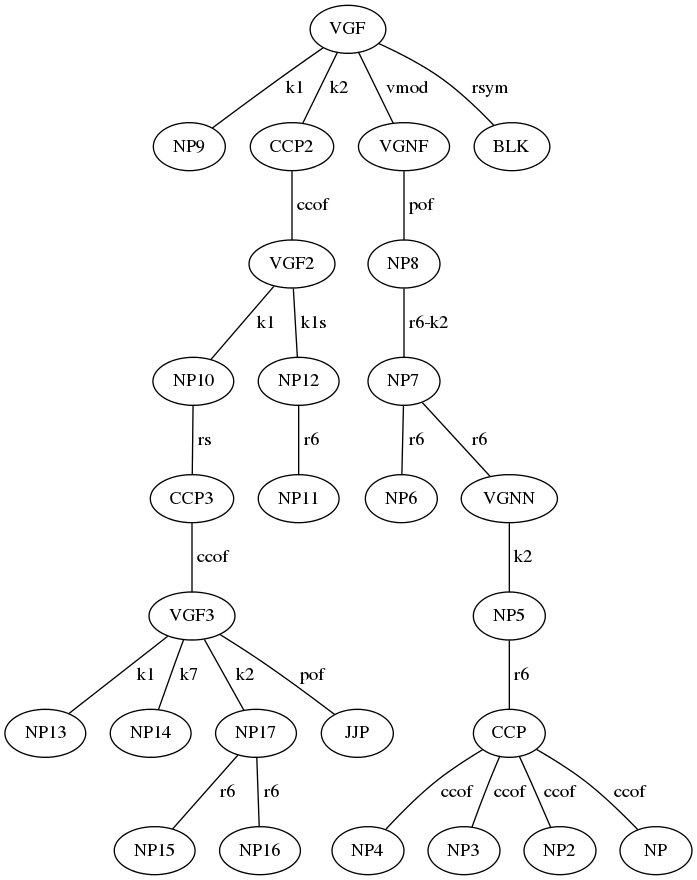 VGF
k1 k2 vmod rsym
NP9 CCP2 VGNF BLK
ccof pof
VGF2 NP8
k1 k1s r6-k2
NP10 NP12 NP7
rs r6 r6 r6
CCP3 NP11 NP6 VGNN
ccof k2
VGF3 NP5
k1 k7 k2 pof r6
NP13 NP14 NP17 JJP CCP
r6 r6 ccof ccof ccof ccof
NP15 NP16 NP4 NP3 NP2 NP